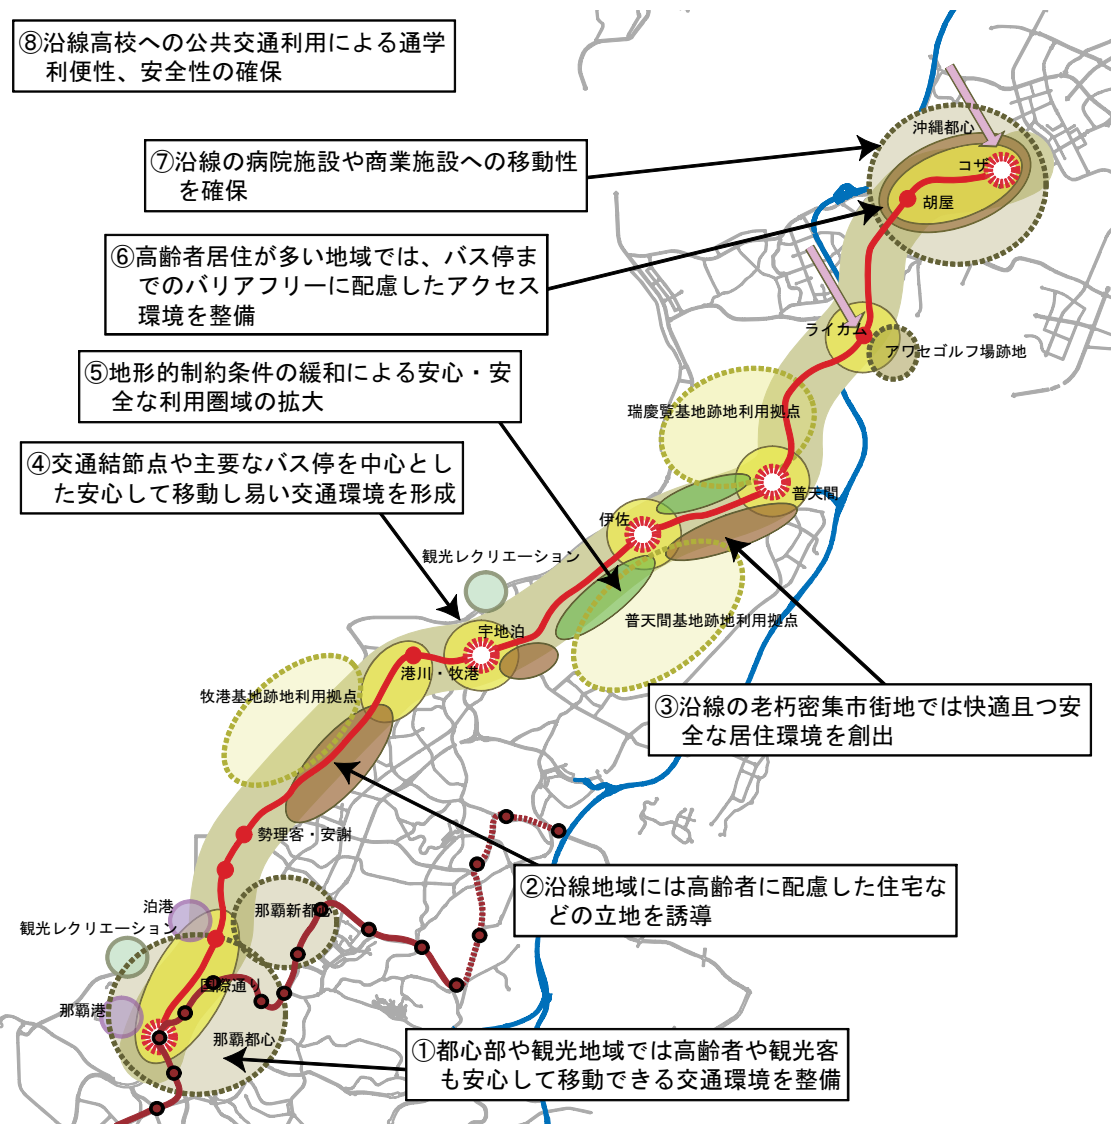 ⑧沿線高校への公共交通利用による通学
利便性、安全性の確保
沖縄都心
⑦沿線の病院施設や商業施設への移動性
を確保
コザ
胡屋
⑥高齢者居住が多い地域では、バス停ま
でのバリアフリーに配慮したアクセス
環境を整備
ライカム
アワセゴルフ場跡地
⑤地形的制約条件の緩和による安心・安
全な利用圏域の拡大
瑞慶覧基地跡地利用拠点
④交通結節点や主要なバス停を中心とし
た安心して移動し易い交通環境を形成
普天間
伊佐
観光レクリエーション
普天間基地跡地利用拠点
宇地泊
港川・牧港
牧港基地跡地利用拠点
③沿線の老朽密集市街地では快適且つ安
全な居住環境を創出
勢理客・安謝
②沿線地域には高齢者に配慮した住宅な
どの立地を誘導
泊港
那覇新都心
観光レクリエーション
国際通り
那覇港
那覇都心
①都心部や観光地域では高齢者や観光客
も安心して移動できる交通環境を整備